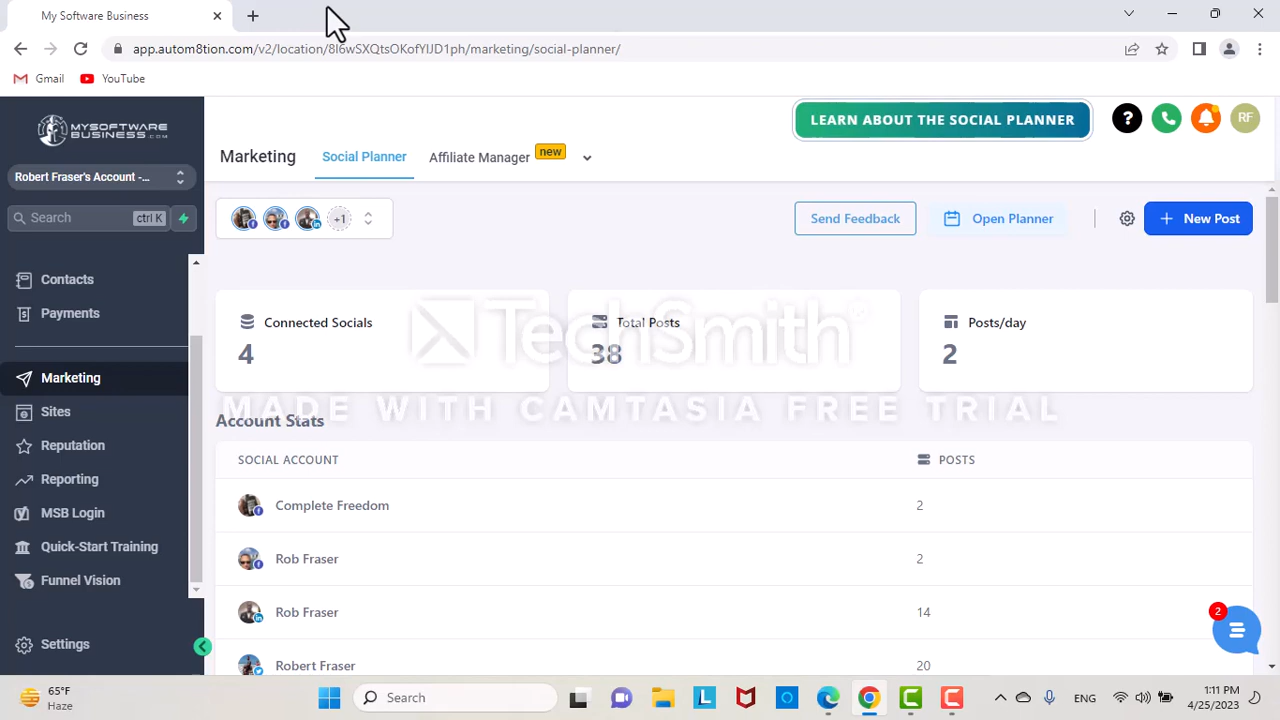 My Software Business
app.autom8tion.com/v2/location/8I6wSXQtsOKofYlJD1ph/marketing/social-planner/
Gmail
YouTube
MYSOFTWARE
BUSINESS.COM
LEARN ABOUT THE SOCIAL PLANNER
?
RF
Marketing
Social Planner
Affiliate Manager
new
Robert Fraser's Account -...
Search
ctrl K
+1
Send Feedback
Open Planner
New Post
Contacts
Payments
Marketing
Sites
Reputation
Reporting
MSB Login
Quick-Start Training
Funnel Vision
Settings
Connected Socials
4
Total Posts
38
Posts/day
2
TechSmith
MADE WITH CAMTASIA FREE TRIAL
Account Stats
SOCIAL ACCOUNT
POSTS
Complete Freedom
2
Rob Fraser
2
Rob Fraser
14
Robert Fraser
20
2
65°F
Haze
Search
ENG
1:11 PM
4/25/2023